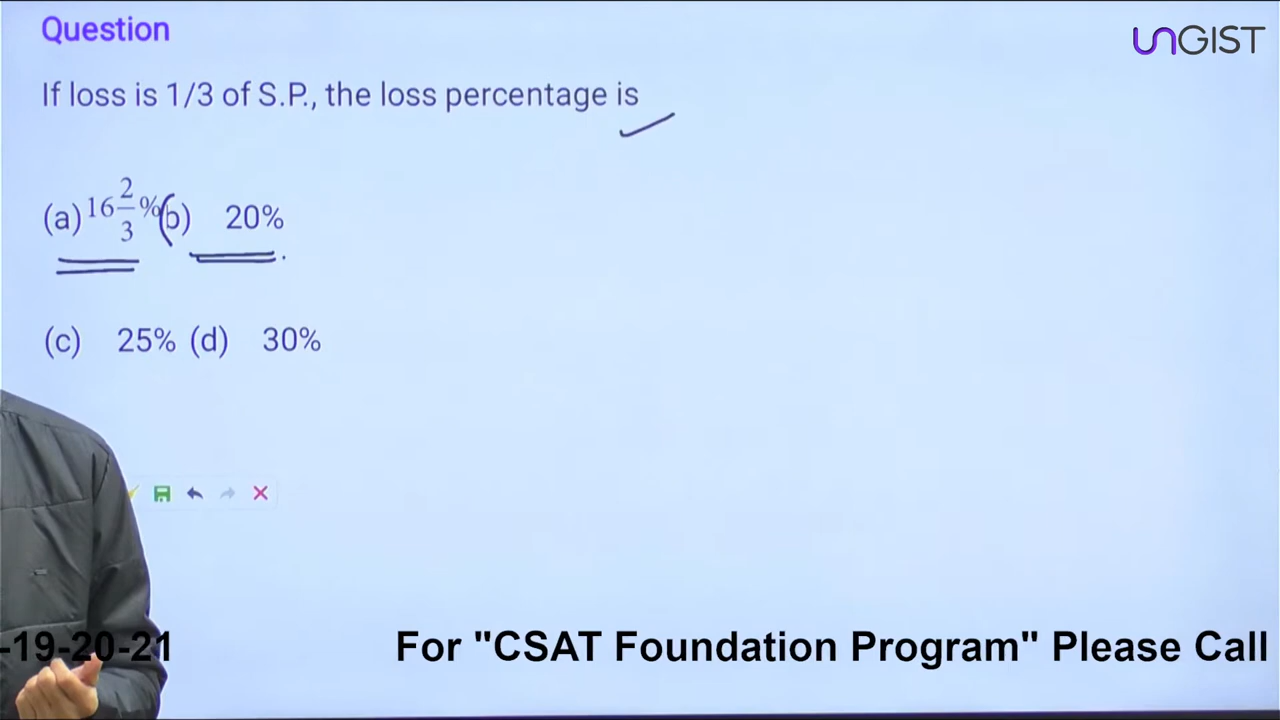 Question
UNGIST
If loss is 1/3 of S.P., the loss percentage is
(a) 16 2/3 % (b) 20%
(c) 25% (d) 30%
-19-20-21 For "CSAT Foundation Program" Please Call